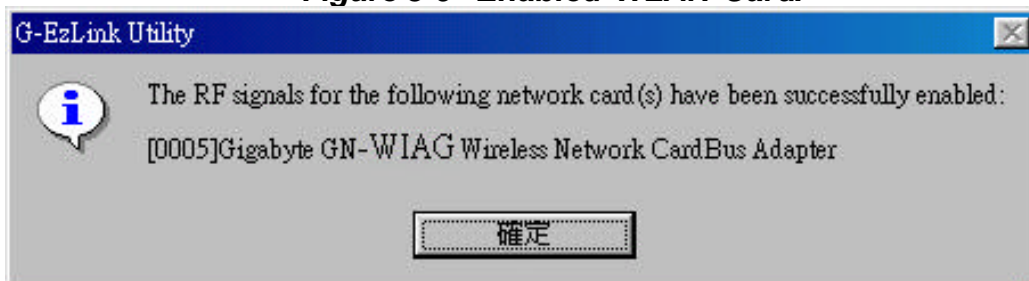 G-EzLink Utility
The RF signals for the following network card(s) have been successfully enabled:
[0005]Gigabyte GN-WIAG Wireless Network CardBus Adapter
確定